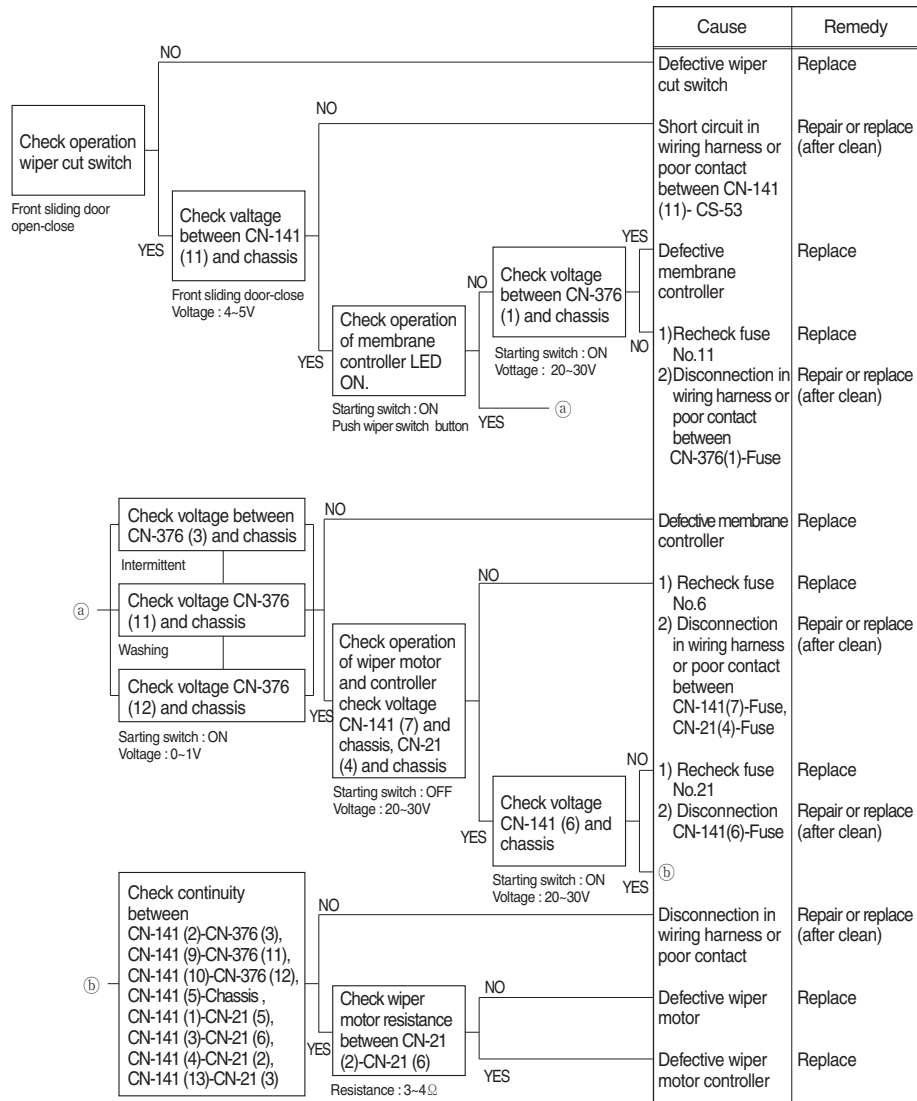 Cause
Remedy
NO
Defective wiper
cut switch
Replace
Check operation
wiper cut switch
Front sliding door
open-close
NO
Short circuit in
wiring harness or
poor contact
between CN-141
(11)- CS-53
Repair or replace
(after clean)
YES
Check valtage
between CN-141
(11) and chassis
Front sliding door-close
Voltage : 4~5V
YES
Check operation
of membrane
controller LED
ON.
Starting switch : ON
Push wiper switch button
NO
Check voltage
between CN-376
(1) and chassis
Starting switch : ON
Vottage : 20~30V
YES
Defective
membrane
controller
Replace
NO
1)Recheck fuse
No.11
Replace
2)Disconnection in
wiring harness or
poor contact
between
CN-376(1)-Fuse
Repair or replace
(after clean)
YES
ⓐ
ⓐ
Check voltage between
CN-376 (3) and chassis
Intermittent
Check voltage CN-376
(11) and chassis
Washing
Check voltage CN-376
(12) and chassis
Sarting switch : ON
Voltage : 0~1V
NO
Defective membrane
controller
Replace
YES
Check operation
of wiper motor
and controller
check voltage
CN-141 (7) and
chassis, CN-21
(4) and chassis
Starting switch : OFF
Voltage : 20~30V
NO
1) Recheck fuse
No.6
Replace
2) Disconnection
in wiring harness
or poor contact
between
CN-141(7)-Fuse,
CN-21(4)-Fuse
Repair or replace
(after clean)
YES
Check voltage
CN-141 (6) and
chassis
Starting switch : ON
Voltage : 20~30V
NO
1) Recheck fuse
No.21
Replace
2) Disconnection
CN-141(6)-Fuse
Repair or replace
(after clean)
YES
ⓑ
ⓑ
Check continuity
between
CN-141 (2)-CN-376 (3),
CN-141 (9)-CN-376 (11),
CN-141 (10)-CN-376 (12),
CN-141 (5)-Chassis ,
CN-141 (1)-CN-21 (5),
CN-141 (3)-CN-21 (6),
CN-141 (4)-CN-21 (2),
CN-141 (13)-CN-21 (3)
NO
Disconnection in
wiring harness or
poor contact
Repair or replace
(after clean)
YES
Check wiper
motor resistance
between CN-21
(2)-CN-21 (6)
Resistance : 3~4Ω
NO
Defective wiper
motor
Replace
YES
Defective wiper
motor controller
Replace